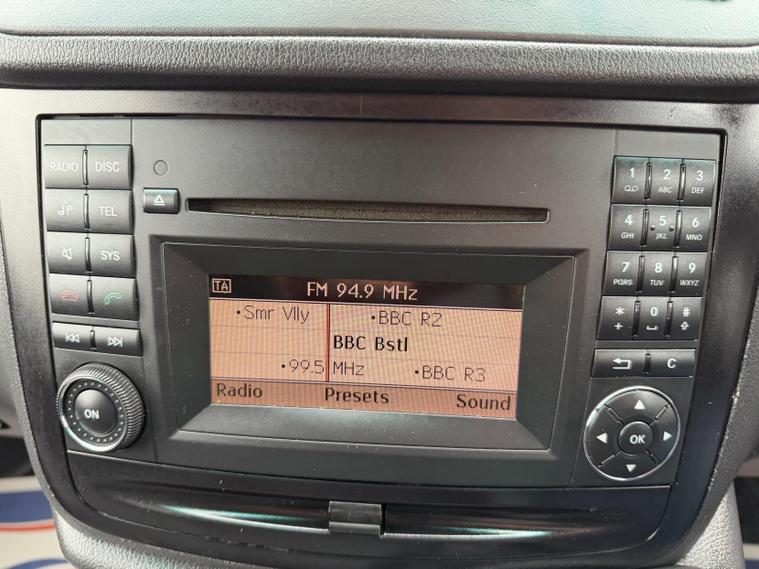 RADIO DISC
TEL
SYS
ON
TA
FM 94.9 MHz
•Smr Vlly •BBC R2
BBC Bstl
•99.5 MHz •BBC R3
Radio Presets Sound
1 2 3
ABC DEF
4 5 6
GHI JKL MNO
7 8 9
PQRS TUV WXYZ
* 0 #
+
C
OK